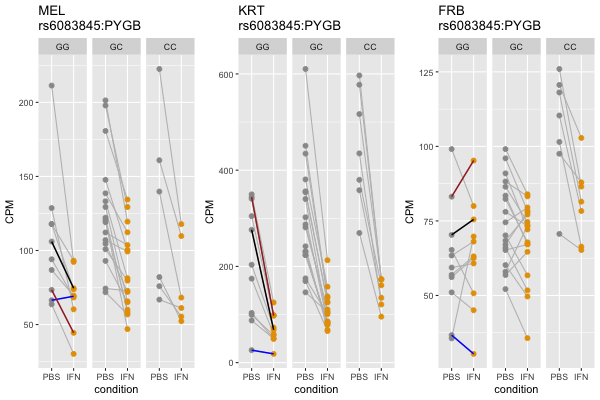 MEL
rs6083845:PYGB
GG GC CC
200
150
100
50
CPM
PBS IFN PBS IFN PBS IFN
condition
KRT
rs6083845:PYGB
GG GC CC
600
400
200
0
CPM
PBS IFN PBS IFN PBS IFN
condition
FRB
rs6083845:PYGB
GG GC CC
125
100
75
50
CPM
PBS IFN PBS IFN PBS IFN
condition